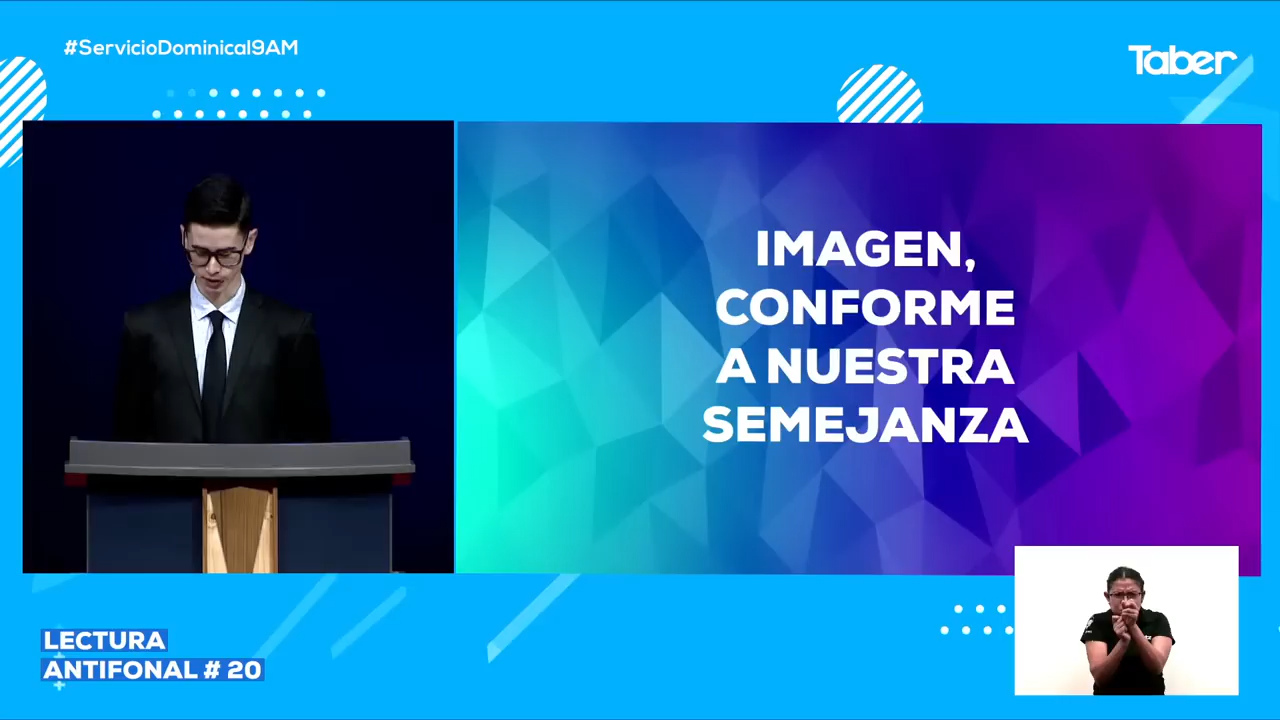 #ServicioDominical9AM
Taber
IMAGEN,
CONFORME
A NUESTRA
SEMEJANZA
LECTURA
ANTIFONAL # 20